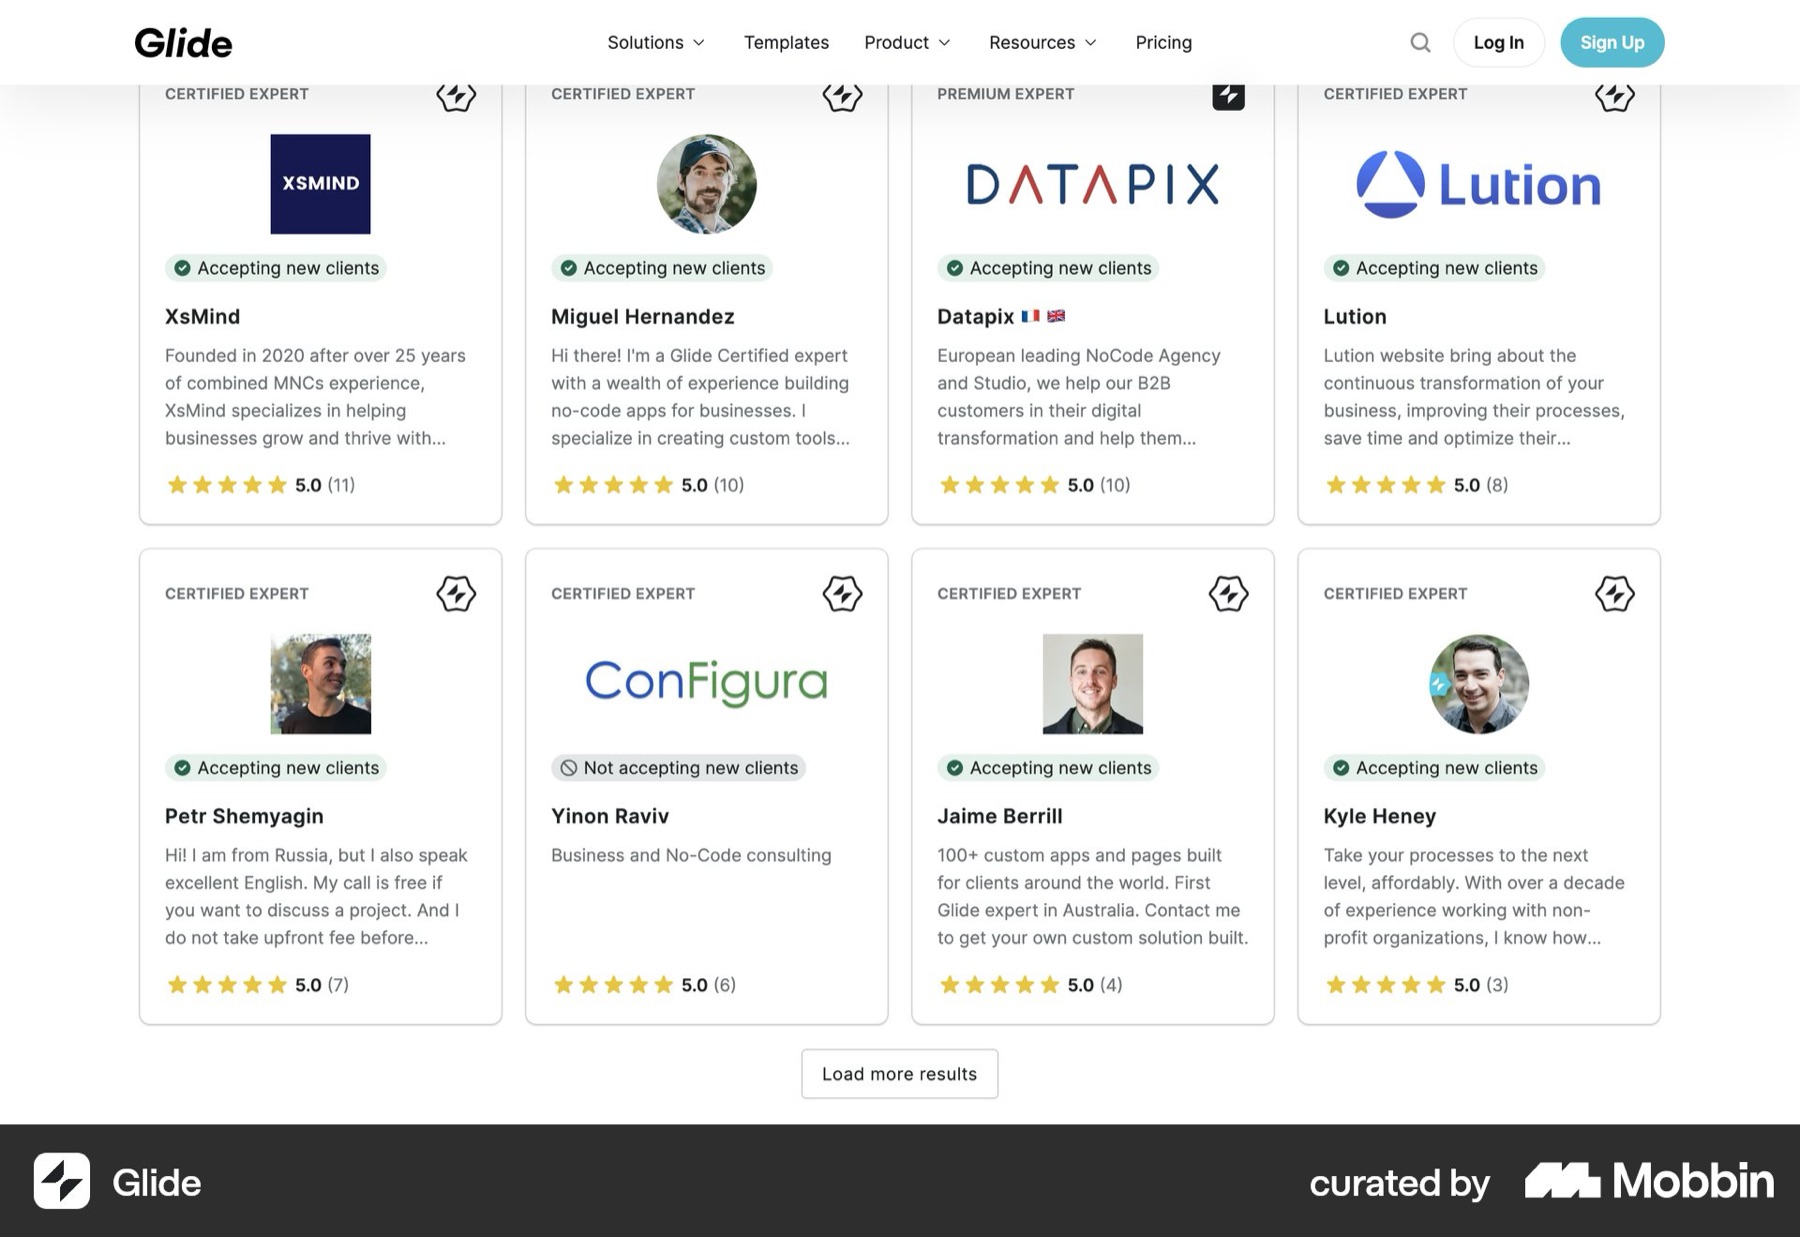 Glide
Solutions
Templates
Product
Resources
Pricing
Log In
Sign Up
CERTIFIED EXPERT
XSMIND
Accepting new clients
XsMind
Founded in 2020 after over 25 years
of combined MNCs experience,
XsMind specializes in helping
businesses grow and thrive with...
5.0 (11)
CERTIFIED EXPERT
Accepting new clients
Miguel Hernandez
Hi there! I'm a Glide Certified expert
with a wealth of experience building
no-code apps for businesses. I
specialize in creating custom tools...
5.0 (10)
PREMIUM EXPERT
DATAPIX
Accepting new clients
Datapix 🇫🇷 🇬🇧
European leading NoCode Agency
and Studio, we help our B2B
customers in their digital
transformation and help them...
5.0 (10)
CERTIFIED EXPERT
Lution
Accepting new clients
Lution
Lution website bring about the
continuous transformation of your
business, improving their processes,
save time and optimize their...
5.0 (8)
CERTIFIED EXPERT
Accepting new clients
Petr Shemyagin
Hi! I am from Russia, but I also speak
excellent English. My call is free if
you want to discuss a project. And I
do not take upfront fee before...
5.0 (7)
CERTIFIED EXPERT
ConFigura
Not accepting new clients
Yinon Raviv
Business and No-Code consulting
5.0 (6)
CERTIFIED EXPERT
Accepting new clients
Jaime Berrill
100+ custom apps and pages built
for clients around the world. First
Glide expert in Australia. Contact me
to get your own custom solution built.
5.0 (4)
CERTIFIED EXPERT
Accepting new clients
Kyle Heney
Take your processes to the next
level, affordably. With over a decade
of experience working with non-
profit organizations, I know how...
5.0 (3)
Load more results
Glide
curated by Mobbin